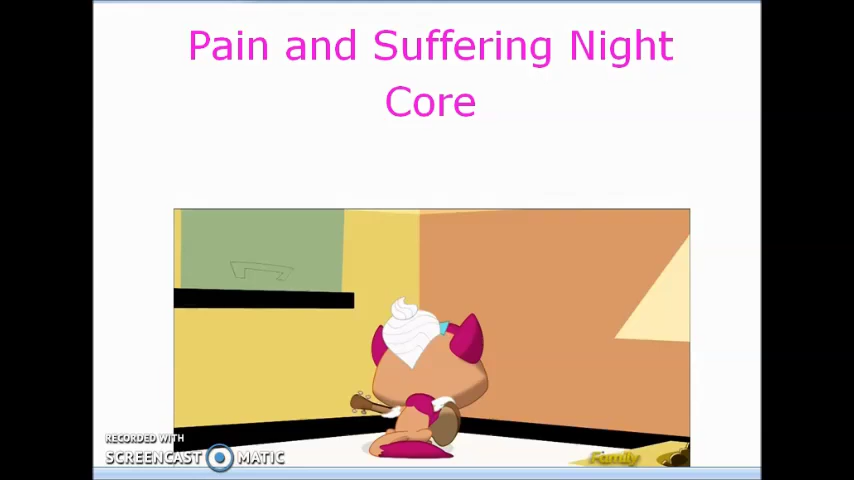 Pain and Suffering Night
Core
RECORDED WITH
SCREENCAST MATIC
Family